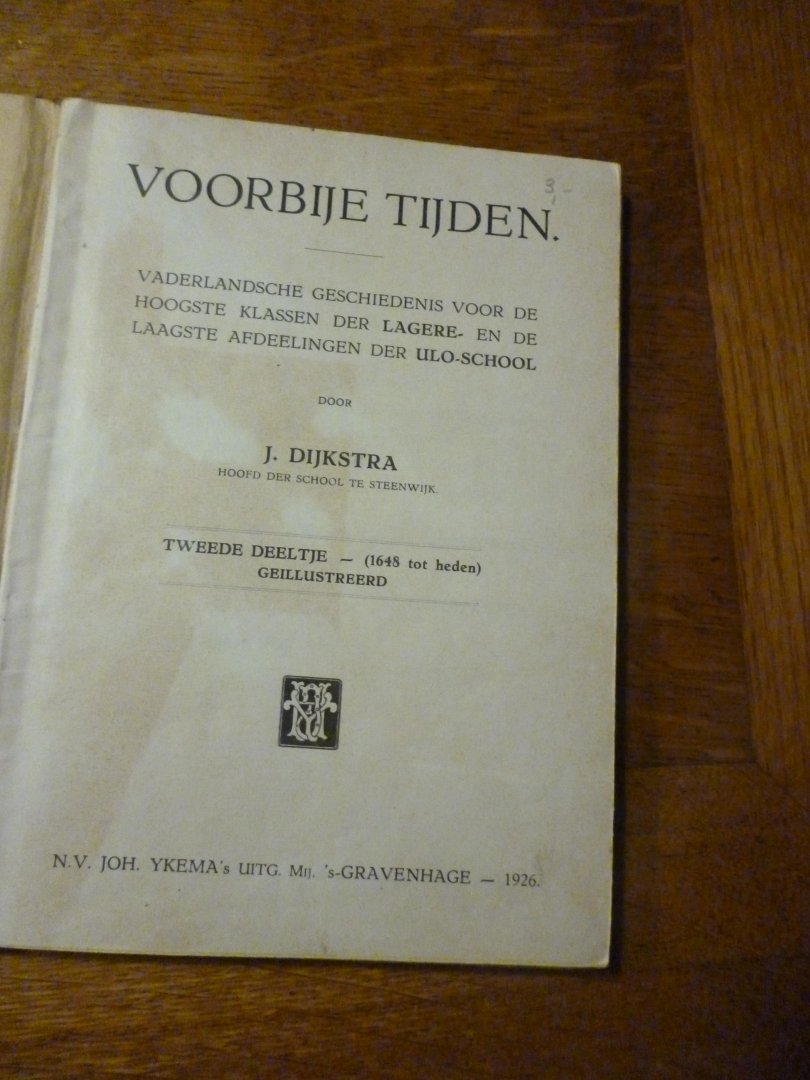 3,-
VOORBIJE TIJDEN.
VADERLANDSCHE GESCHIEDENIS VOOR DE
HOOGSTE KLASSEN DER LAGERE- EN DE
LAAGSTE AFDEELINGEN DER ULO-SCHOOL
DOOR
J. DIJKSTRA
HOOFD DER SCHOOL TE STEENWIJK.
TWEEDE DEELTJE — (1648 tot heden)
GEILLUSTREERD
N.V. JOH. YKEMA's UITG. MIJ. 's-GRAVENHAGE — 1926.